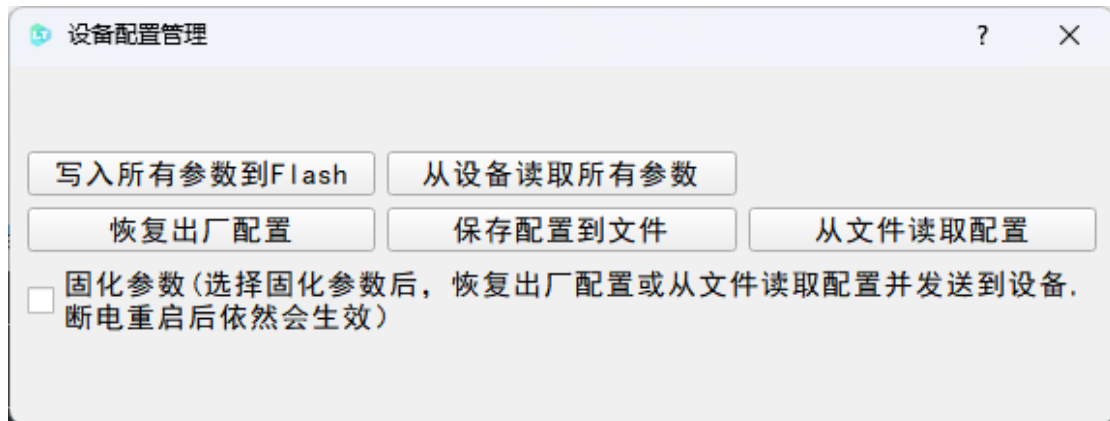 LT 设备配置管理 ? ×
写入所有参数到Flash 从设备读取所有参数
恢复出厂配置 保存配置到文件 从文件读取配置
固化参数(选择固化参数后，恢复出厂配置或从文件读取配置并发送到设备.
断电重启后依然会生效)